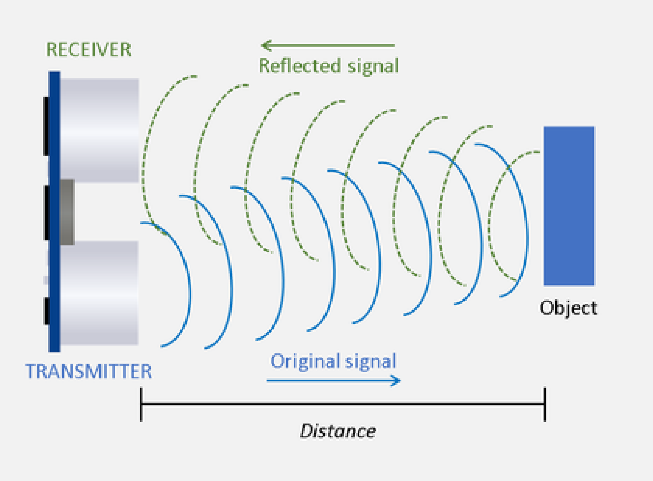 RECEIVER
Reflected signal
Object
TRANSMITTER
Original signal
Distance